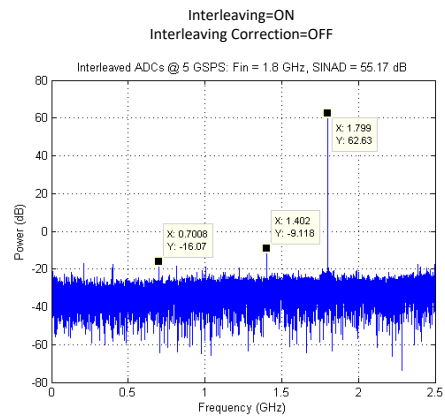 Interleaving=ON
Interleaving Correction=OFF
Interleaved ADCs @ 5 GSPS: Fin = 1.8 GHz, SINAD = 55.17 dB
80
60
40
20
0
-20
-40
-60
-80
Power (dB)
X: 1.799
Y: 62.63
X: 0.7008
Y: -16.07
X: 1.402
Y: -9.118
0
0.5
1
1.5
2
2.5
Frequency (GHz)